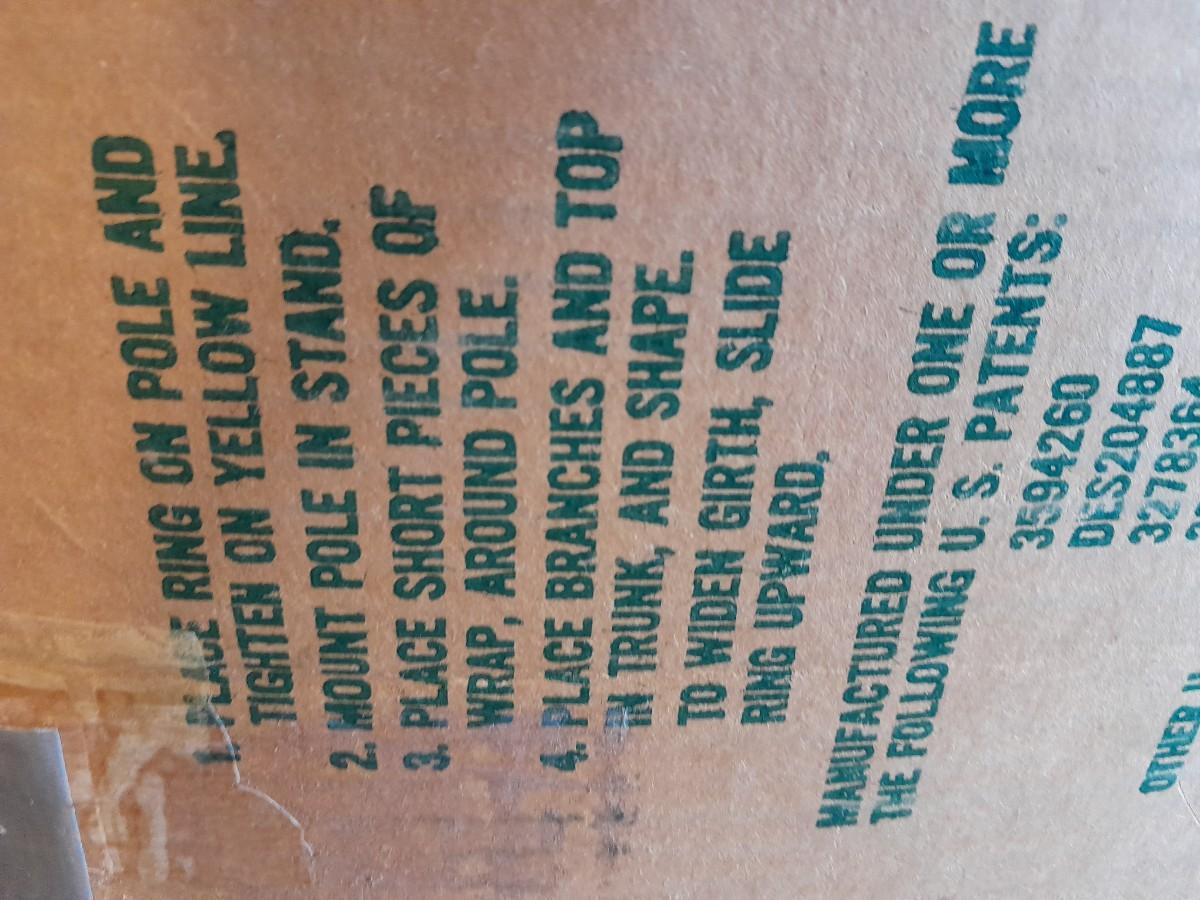 1. PLACE RING ON POLE AND
TIGHTEN ON YELLOW LINE.
2. MOUNT POLE IN STAND.
3. PLACE SHORT PIECES OF
WRAP, AROUND POLE.
4. PLACE BRANCHES AND TOP
IN TRUNK, AND SHAPE.
TO WIDEN GIRTH, SLIDE
RING UPWARD.
MANUFACTURED UNDER ONE OR MORE
THE FOLLOWING U. S. PATENTS:
3594260
DES204887
3278364
OTHER